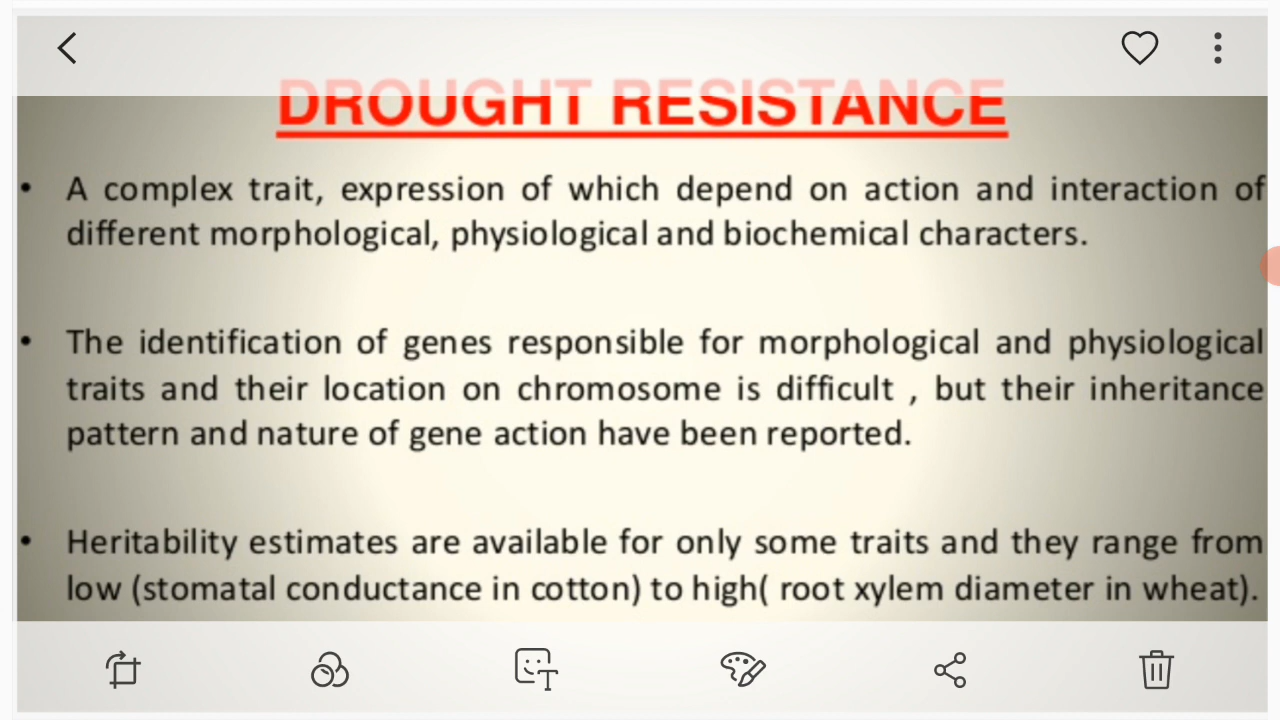 DROUGHT RESISTANCE
• A complex trait, expression of which depend on action and interaction of
different morphological, physiological and biochemical characters.
• The identification of genes responsible for morphological and physiological
traits and their location on chromosome is difficult , but their inheritance
pattern and nature of gene action have been reported.
• Heritability estimates are available for only some traits and they range from
low (stomatal conductance in cotton) to high( root xylem diameter in wheat).
T